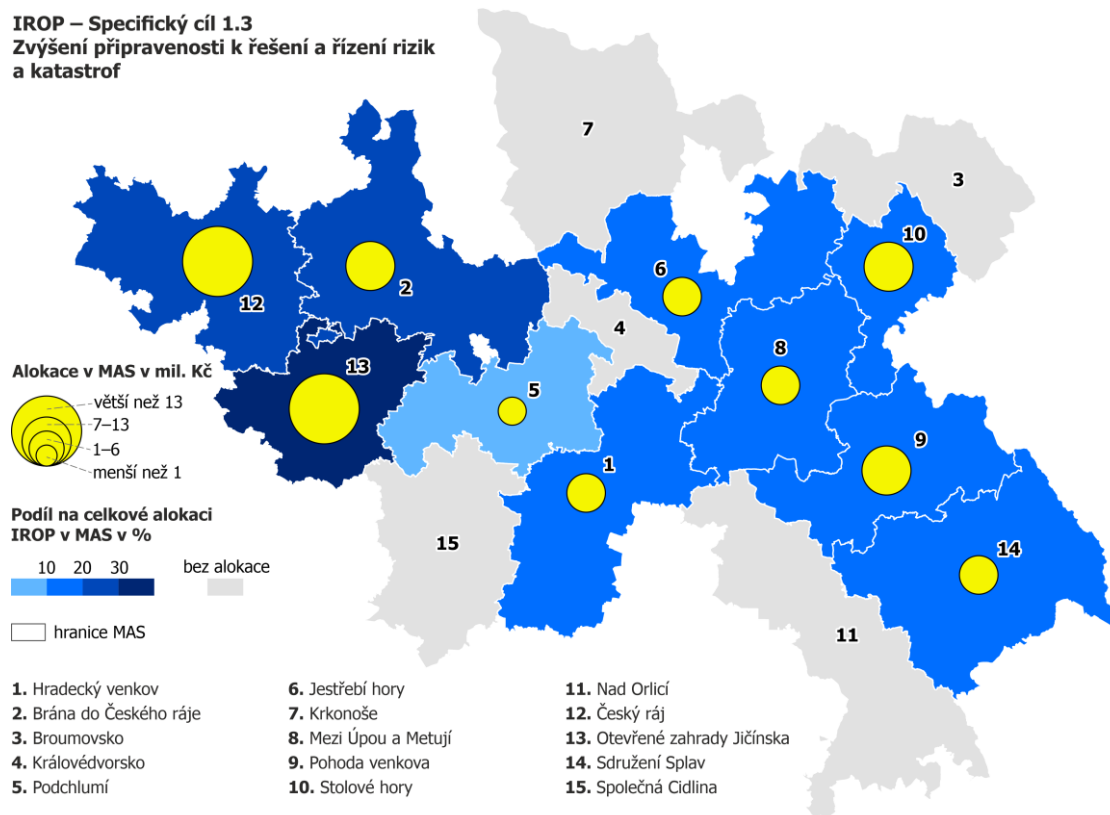 IROP – Specifický cíl 1.3
Zvýšení připravenosti k řešení a řízení rizik
a katastrof
7
3
10
6
12
2
4
8
13
5
9
1
15
14
11
Alokace v MAS v mil. Kč
větší než 13
7–13
1–6
menší než 1
Podíl na celkové alokaci
IROP v MAS v %
10 20 30 bez alokace
hranice MAS
1. Hradecký venkov
2. Brána do Českého ráje
3. Broumovsko
4. Královédvorsko
5. Podchlumí
6. Jestřebí hory
7. Krkonoše
8. Mezi Úpou a Metují
9. Pohoda venkova
10. Stolové hory
11. Nad Orlicí
12. Český ráj
13. Otevřené zahrady Jičínska
14. Sdružení Splav
15. Společná Cidlina